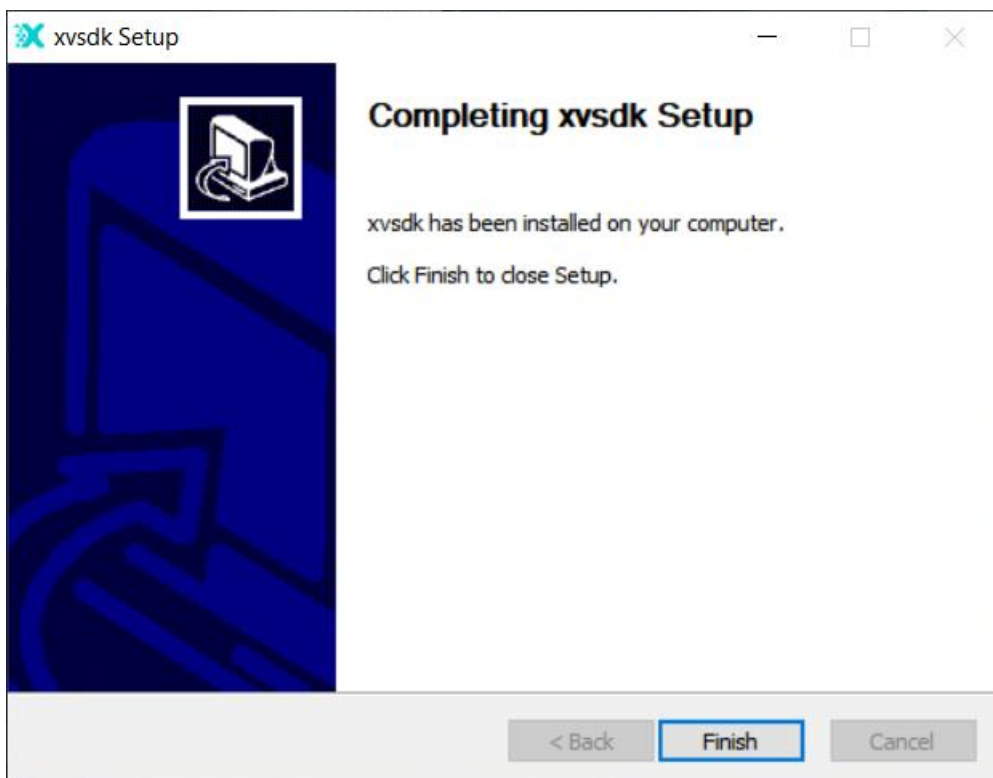 xvsdk Setup
Completing xvsdk Setup
xvsdk has been installed on your computer.
Click Finish to close Setup.
< Back
Finish
Cancel